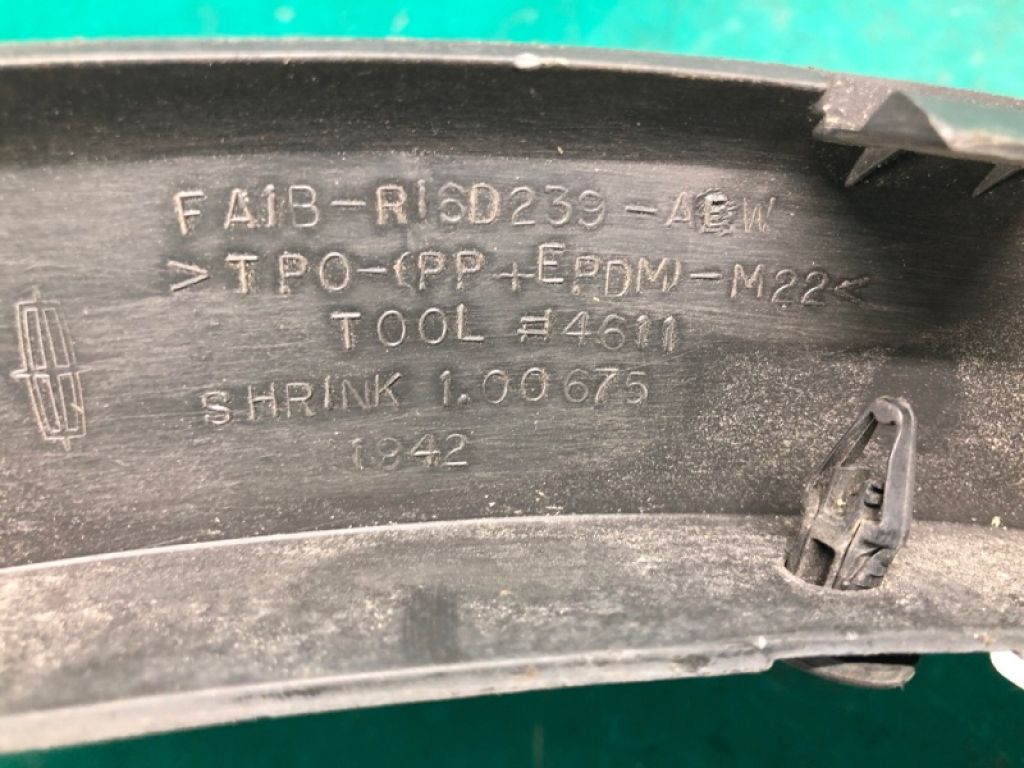 FA1B-R16D239-AEW
>TPO-(PP+EPDM)-M22<
TOOL #4611
SHRINK 1.00675
1942